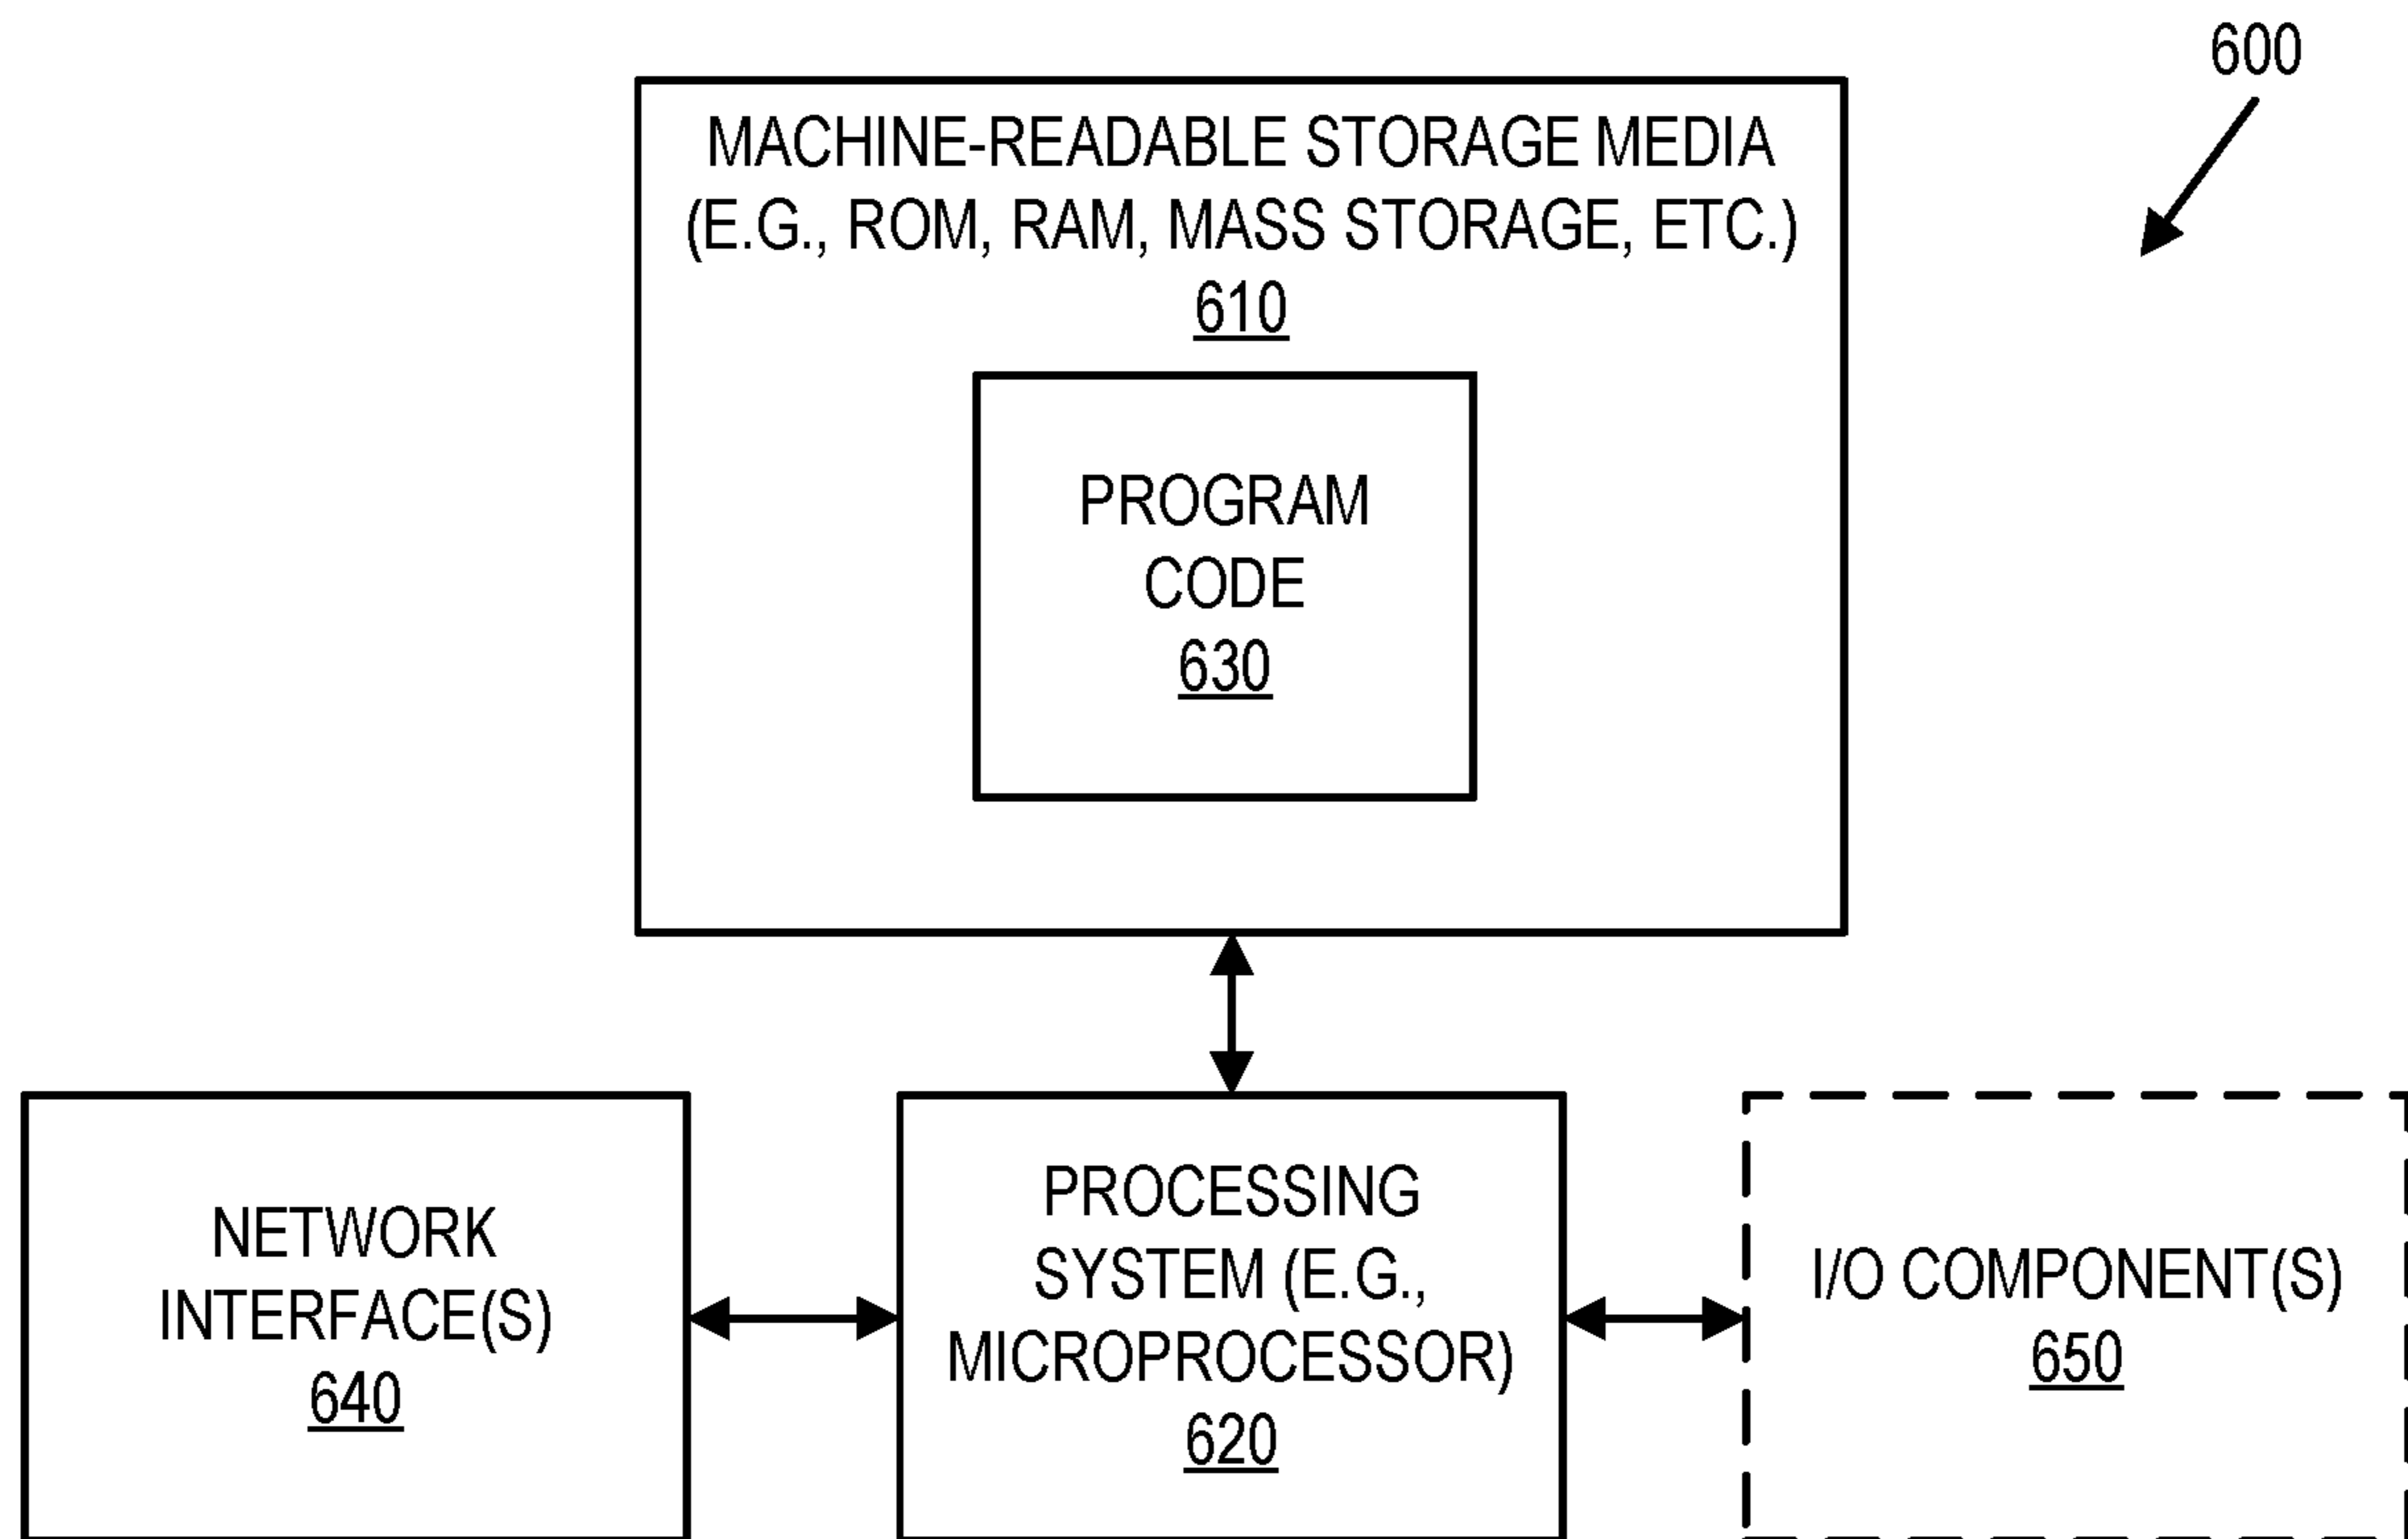 600
MACHINE-READABLE STORAGE MEDIA
(E.G., ROM, RAM, MASS STORAGE, ETC.)
610
PROGRAM
CODE
630
NETWORK
INTERFACE(S)
640
PROCESSING
SYSTEM (E.G.,
MICROPROCESSOR)
620
I/O COMPONENT(S)
650